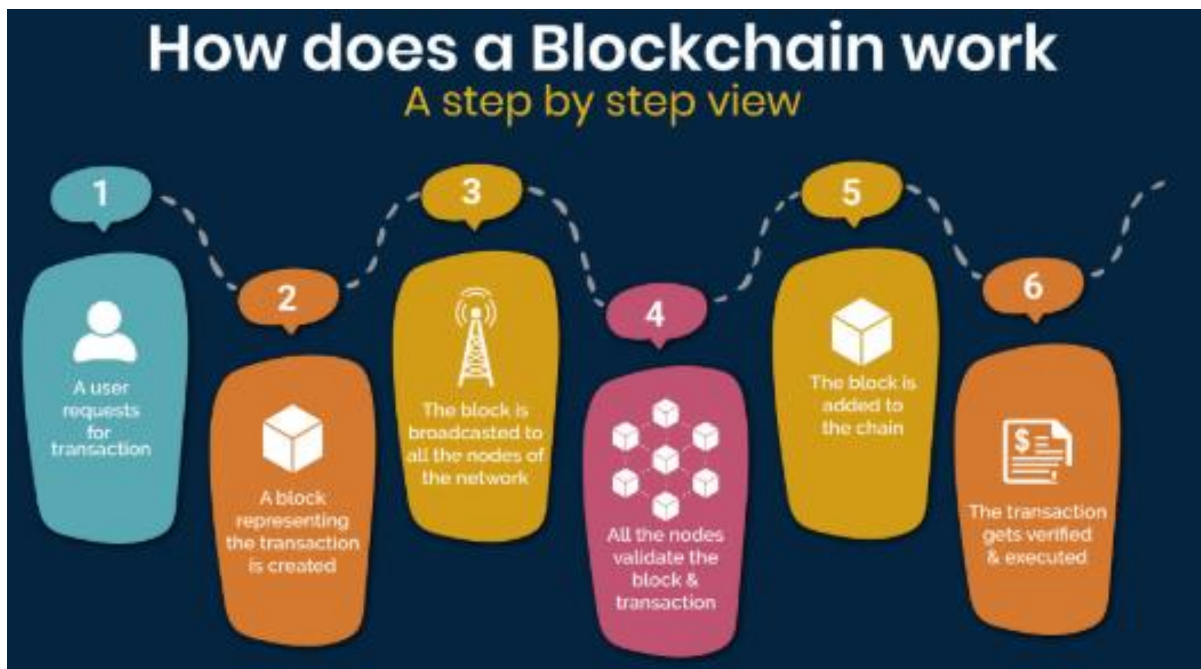 How does a Blockchain work
A step by step view
1
A user
requests
for
transaction
2
A block
representing
the transaction
is created
3
The block is
broadcasted to
all the nodes of
the network
4
All the nodes
validate the
block &
transaction
5
The block is
added to
the chain
6
$
The transaction
gets verified
& executed